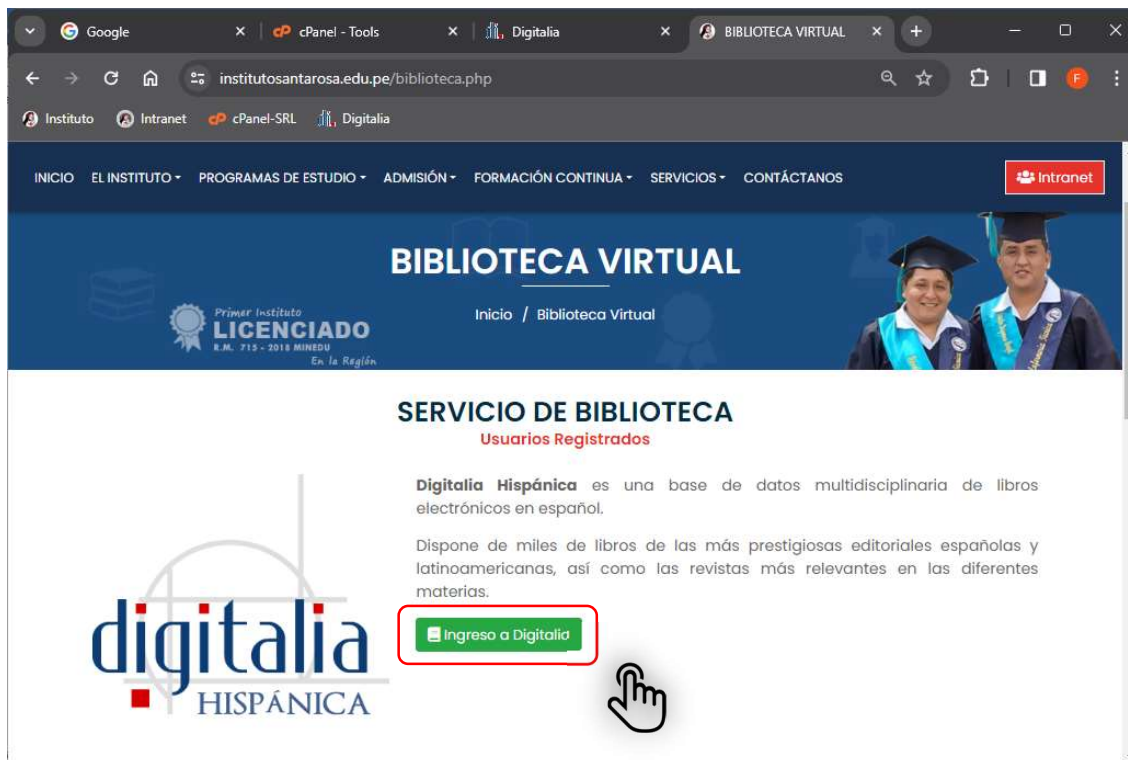 Google
cPanel - Tools
Digitalia
BIBLIOTECA VIRTUAL
institutosantarosa.edu.pe/biblioteca.php
F
Instituto
Intranet
cPanel-SRL
Digitalia
INICIO EL INSTITUTO PROGRAMAS DE ESTUDIO ADMISIÓN FORMACIÓN CONTINUA SERVICIOS CONTÁCTANOS Intranet
BIBLIOTECA VIRTUAL
Inicio / Biblioteca Virtual
Primer Instituto
LICENCIADO
R.M. 715 - 2018 MINEDU
En la Región
SERVICIO DE BIBLIOTECA
Usuarios Registrados
Digitalia Hispánica es una base de datos multidisciplinaria de libros
electrónicos en español.
Dispone de miles de libros de las más prestigiosas editoriales españolas y
latinoamericanas, así como las revistas más relevantes en las diferentes
materias.
Ingreso a Digitalia
digitalia
HISPÁNICA